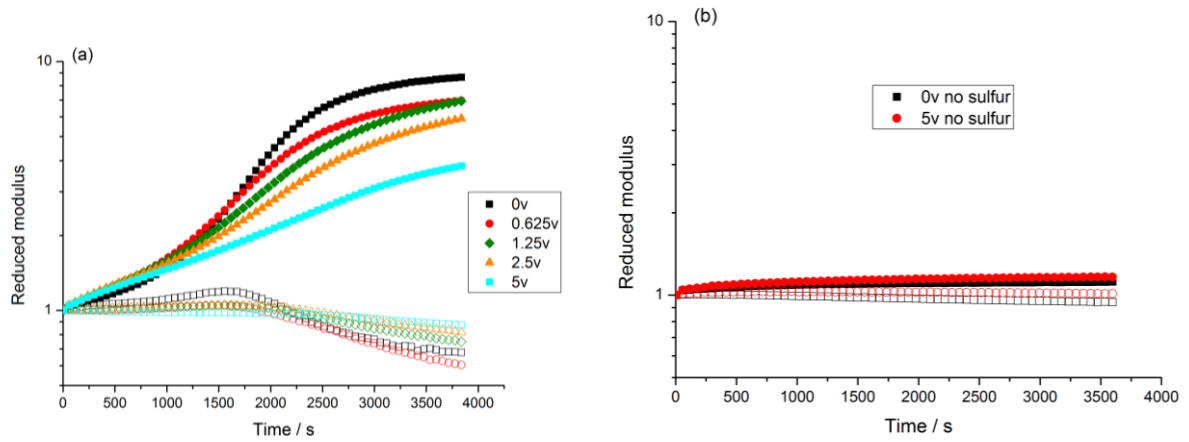 (a)
10
1
Reduced modulus
0 500 1000 1500 2000 2500 3000 3500 4000
Time / s
0v
0.625v
1.25v
2.5v
5v
(b)
10
1
Reduced modulus
0 500 1000 1500 2000 2500 3000 3500 4000
Time / s
0v no sulfur
5v no sulfur